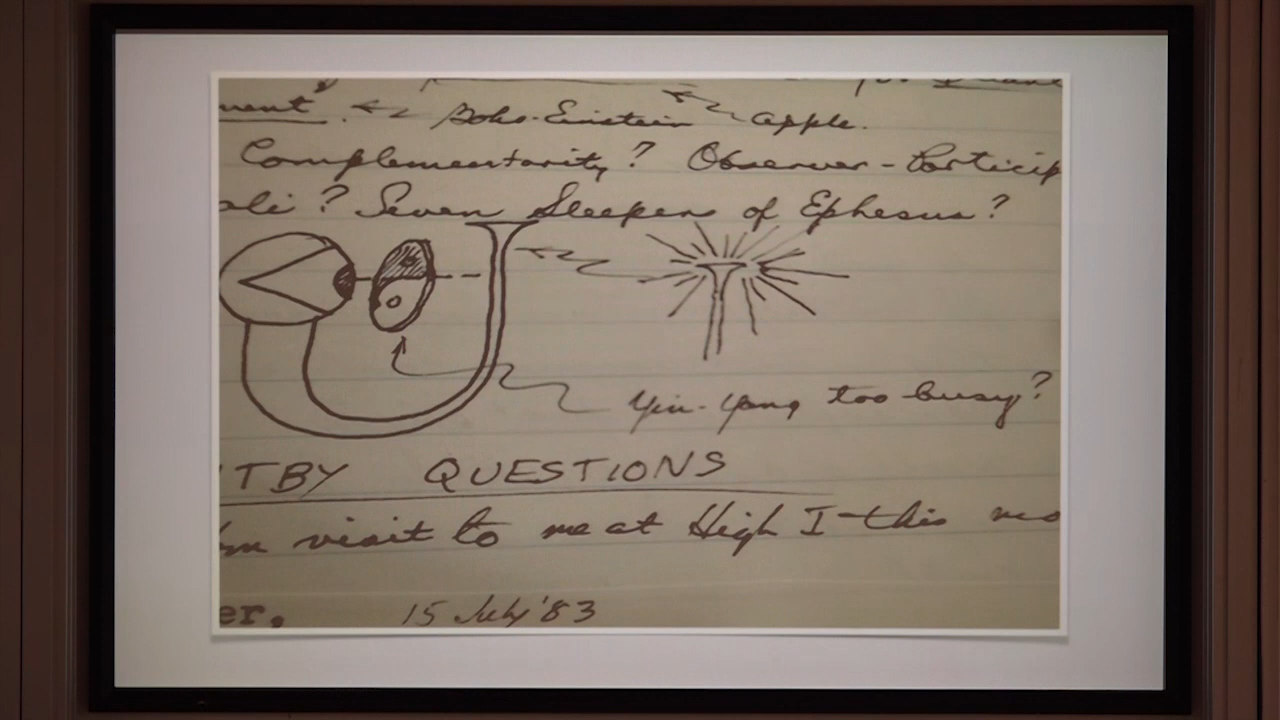 ment. Bohr-Einstein apple.
Complementarity? Observer-Particip
Seven Sleepers of Ephesus?
Yin-Yang too busy?
TBY QUESTIONS
visit to me at High I this
er. 15 July '83